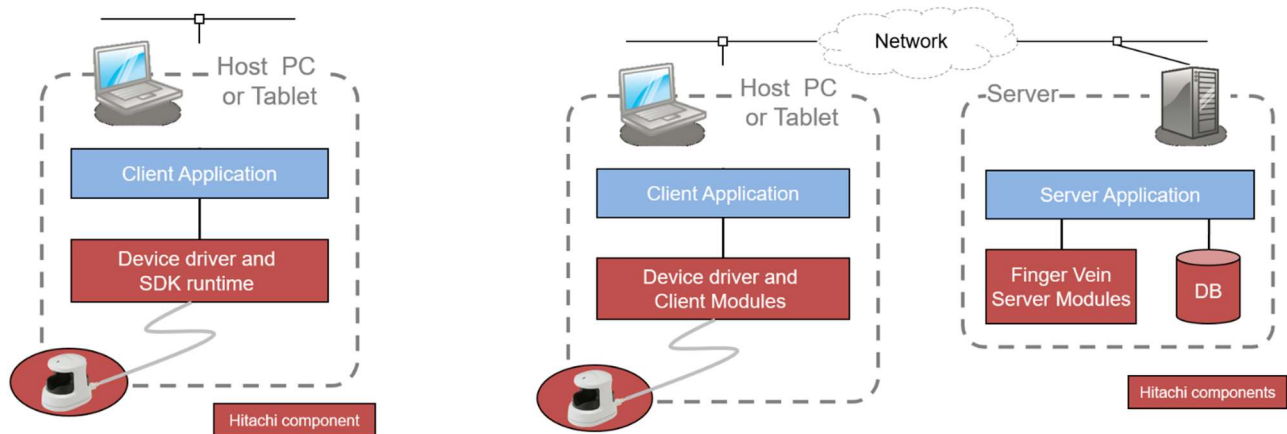 Host PC
or Tablet
Client Application
Device driver and
SDK runtime
Hitachi component
Network
Host PC
or Tablet
Client Application
Device driver and
Client Modules
Server
Server Application
Finger Vein
Server Modules
DB
Hitachi components